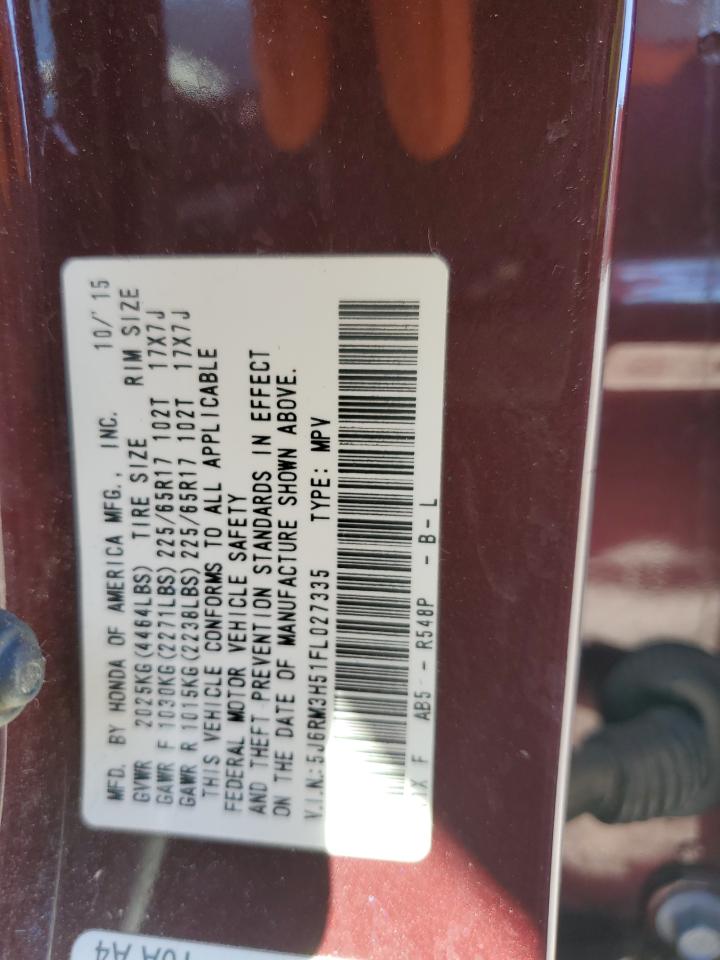 MFD. BY HONDA OF AMERICA MFG., INC. 10/'15
GVWR 2025KG(4464LBS) TIRE SIZE RIM SIZE
GAWR F 1030KG(2271LBS) 225/65R17 102T 17X7J
GAWR R 1015KG(2238LBS) 225/65R17 102T 17X7J
THIS VEHICLE CONFORMS TO ALL APPLICABLE
FEDERAL MOTOR VEHICLE SAFETY
AND THEFT PREVENTION STANDARDS IN EFFECT
ON THE DATE OF MANUFACTURE SHOWN ABOVE.
V.I.N.: 5J6RM3H51FL027335 TYPE: MPV
F AB5 - R548P - B - L
A4